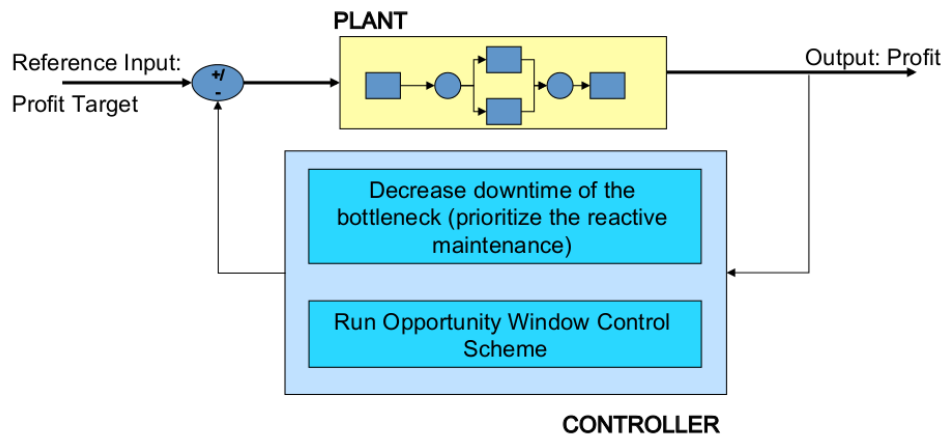 PLANT
Reference Input:
Profit Target
+/
-
Output: Profit
Decrease downtime of the
bottleneck (prioritize the reactive
maintenance)
Run Opportunity Window Control
Scheme
CONTROLLER